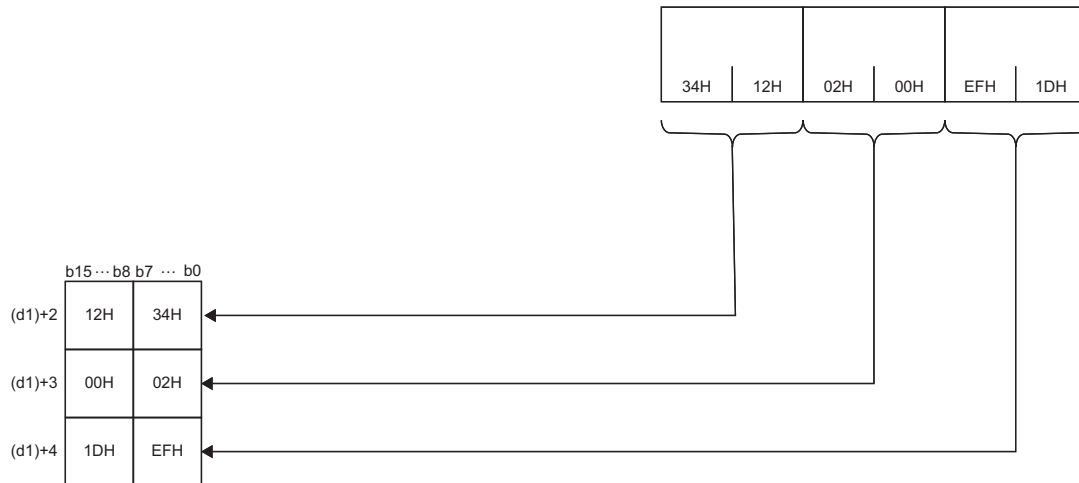 34H 12H 02H 00H EFH 1DH
b15 ··· b8 b7 ··· b0
(d1)+2 12H 34H
(d1)+3 00H 02H
(d1)+4 1DH EFH